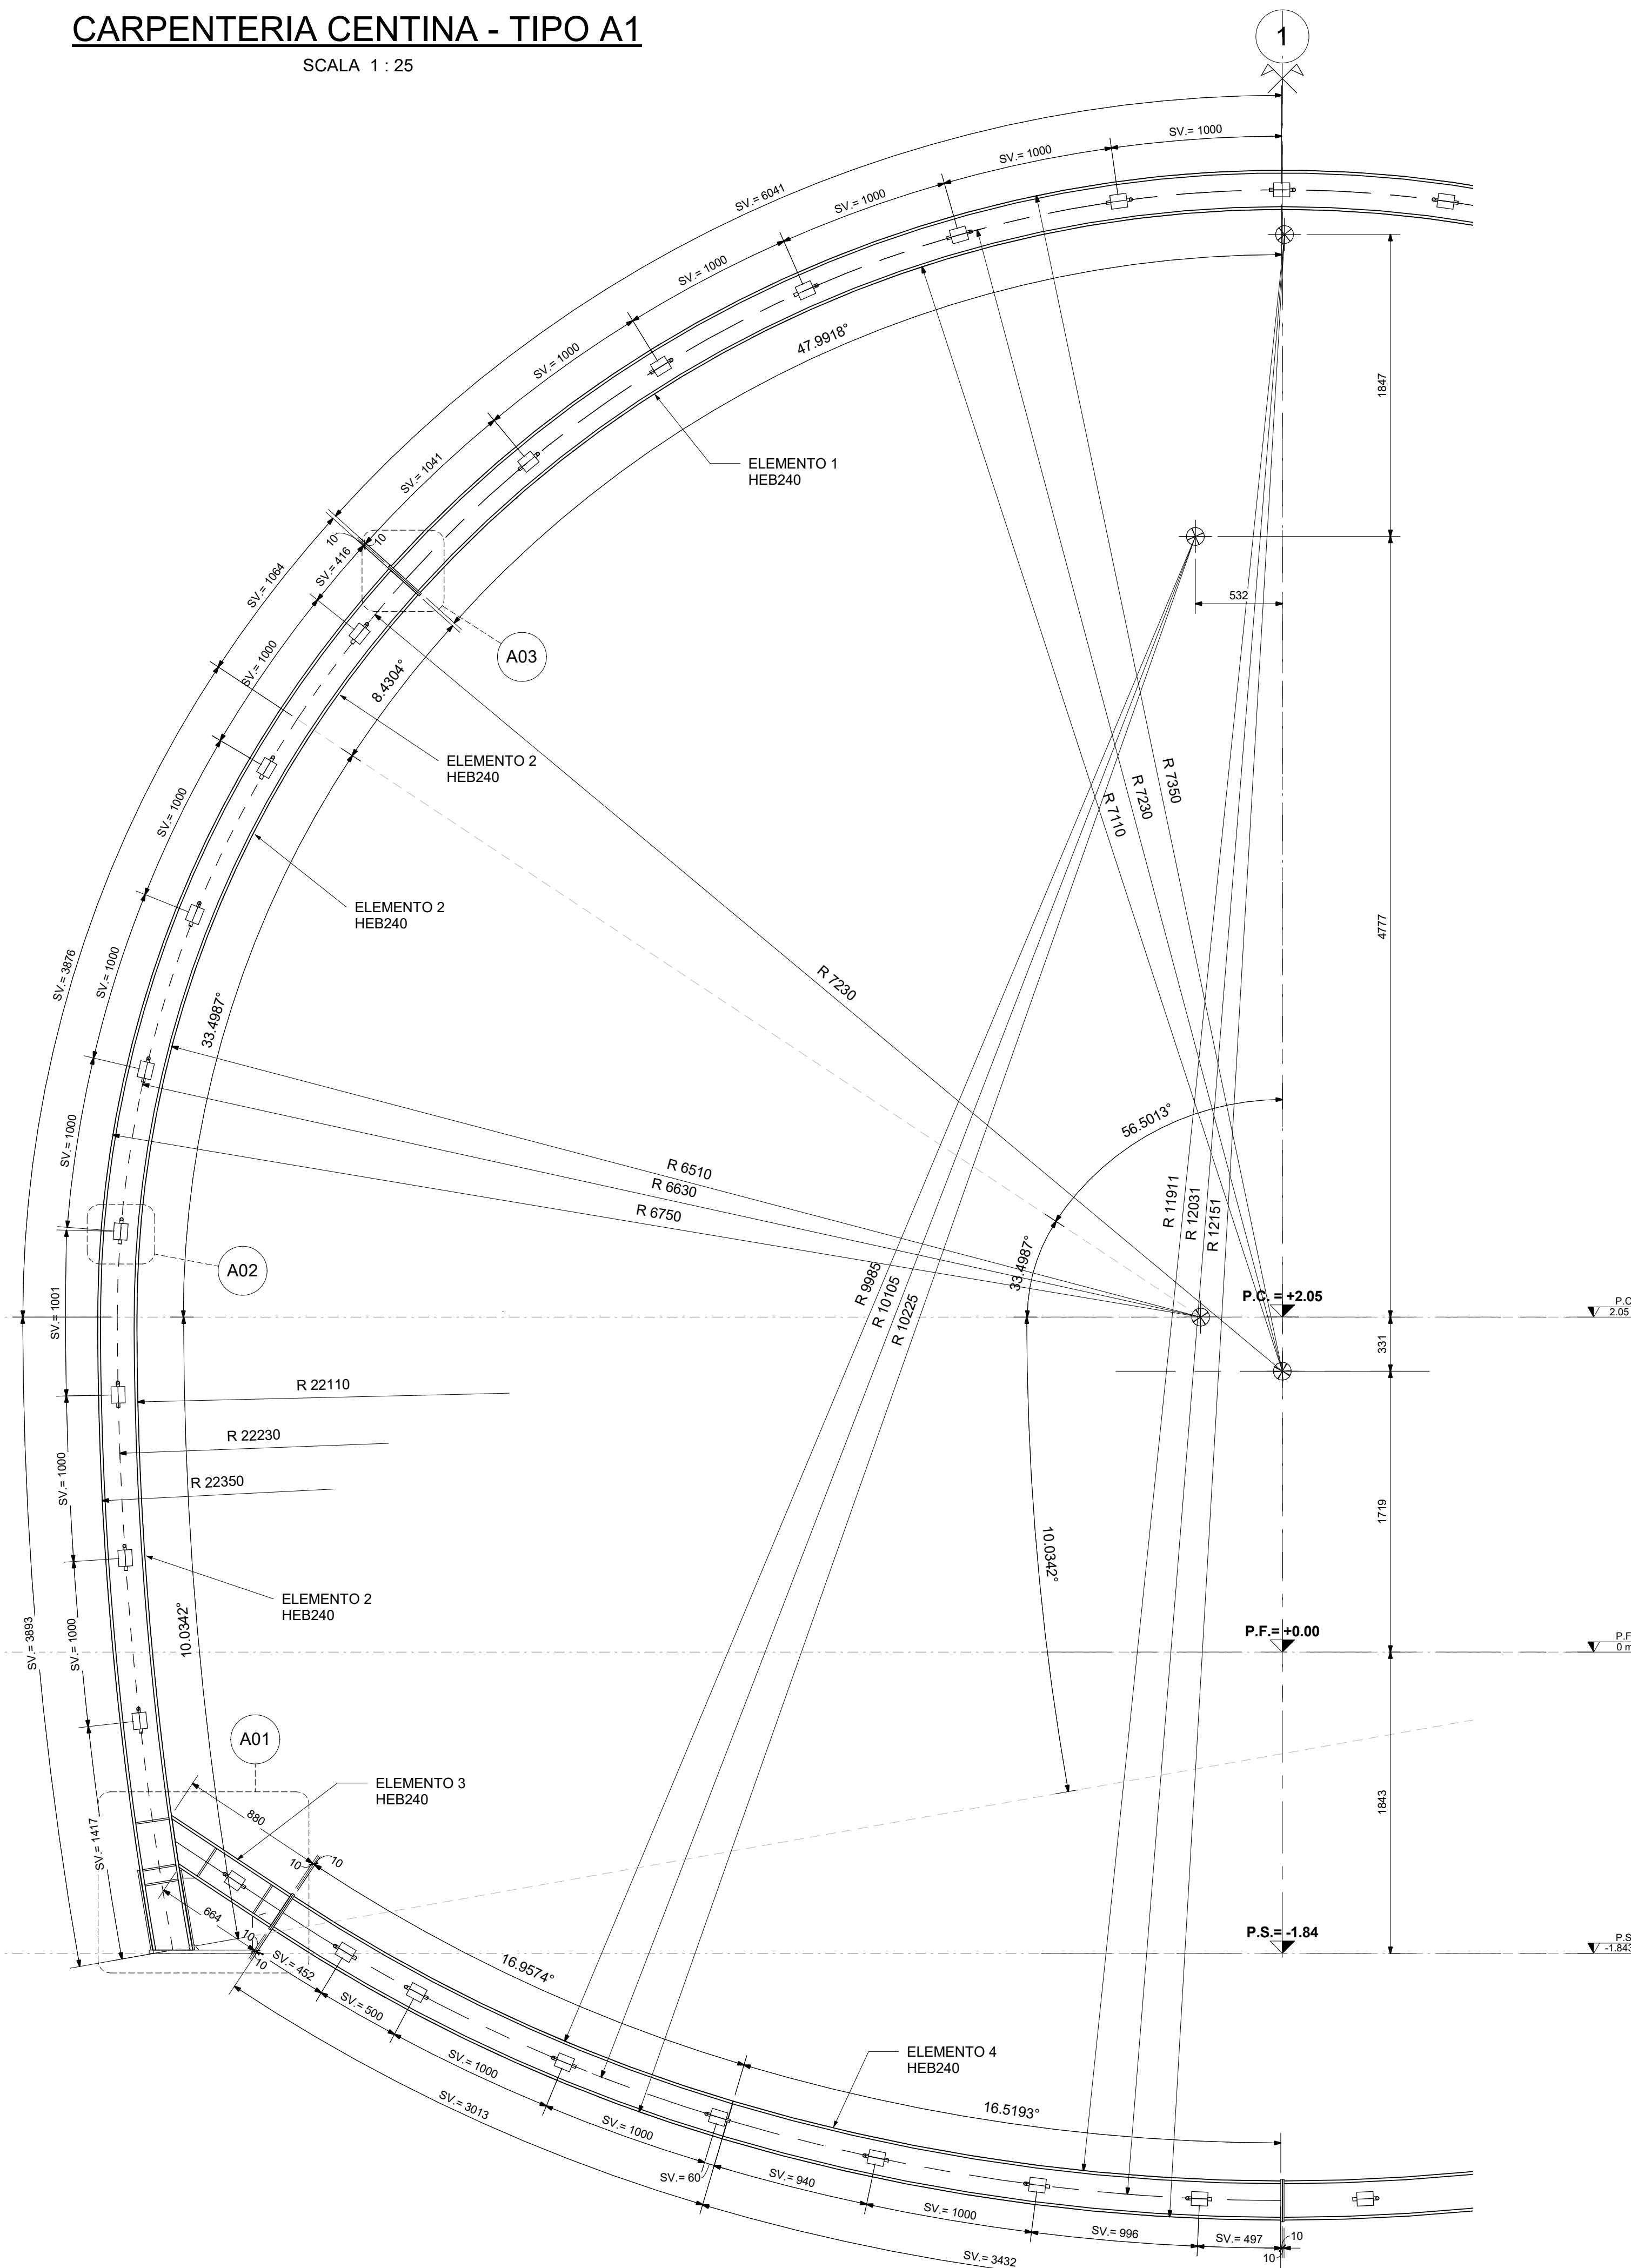 CARPENTERIA CENTINA - TIPO A1
SCALA 1 : 25
1
SV.= 1000
SV.= 1000
SV.= 6041
SV.= 1000
SV.= 1000
47.9918°
SV.= 1000
1847
SV.= 1041
ELEMENTO 1
HEB240
10
10
SV.= 416
SV.= 1064
532
A03
SV.= 1000
8.4304°
ELEMENTO 2
HEB240
R 7350
R 7230
R 7110
SV.= 1000
ELEMENTO 2
HEB240
4777
SV.= 3876
SV.= 1000
R 7230
33.4987°
SV.= 1000
56.5013°
R 6510
R 6630
R 6750
R 11911
R 12031
R 12151
33.4987°
A02
R 9985
R 10105
R 10225
P.C. = +2.05
P.C
2.05
SV.= 1001
331
R 22110
R 22230
R 22350
SV.= 1000
1719
10.0342°
ELEMENTO 2
HEB240
10.0342°
SV.= 3893
SV.= 1000
P.F.= +0.00
P.F
0 m
A01
ELEMENTO 3
HEB240
880
1843
SV.= 1417
10
10
664
10
10
P.S.= -1.84
P.S
-1.843
SV.= 452
16.9574°
SV.= 500
SV.= 1000
ELEMENTO 4
HEB240
SV.= 3013
16.5193°
SV.= 1000
SV.= 60
SV.= 940
SV.= 1000
SV.= 996
SV.= 497
10
10
SV.= 3432